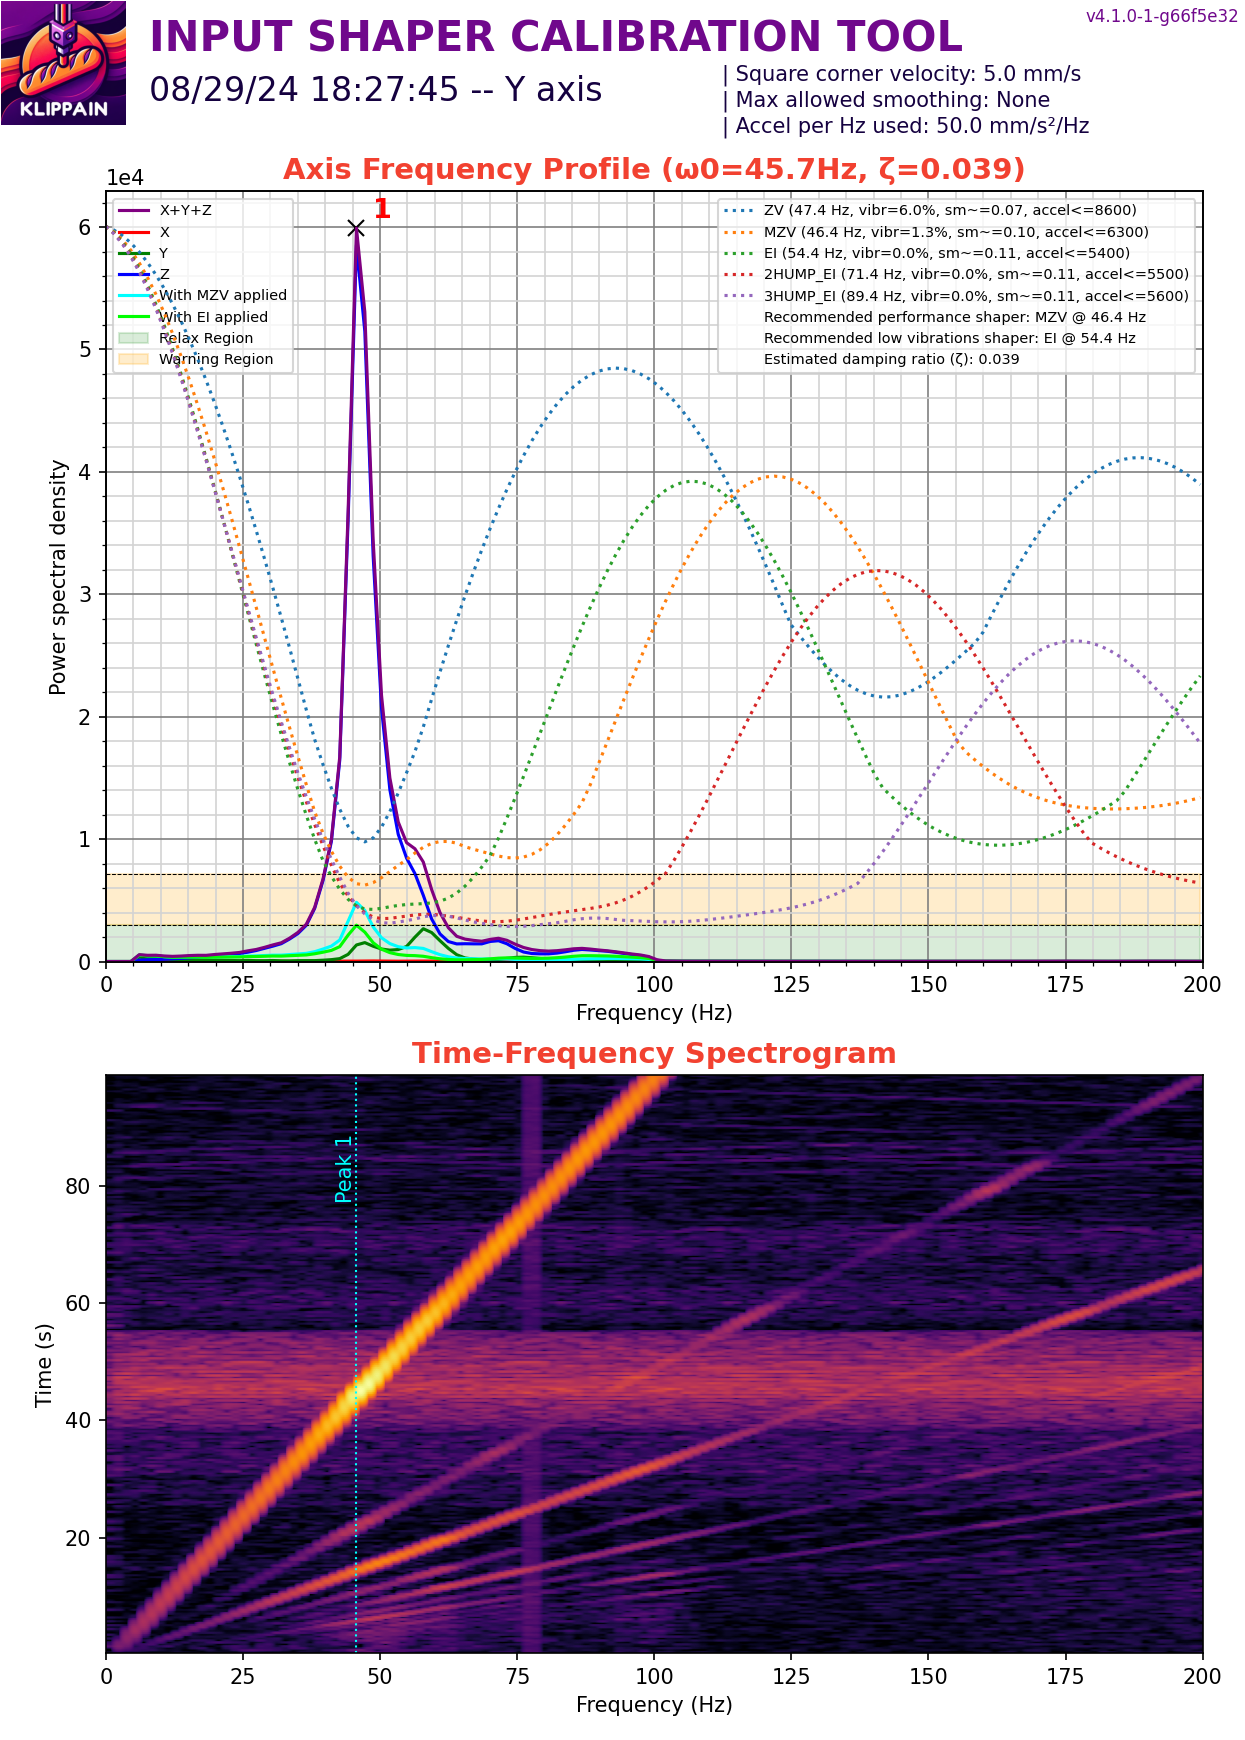 v4.1.0-1-g66f5e32
INPUT SHAPER CALIBRATION TOOL
KLIPPAIN
08/29/24 18:27:45 -- Y axis
| Square corner velocity: 5.0 mm/s
| Max allowed smoothing: None
| Accel per Hz used: 50.0 mm/s²/Hz
Axis Frequency Profile (ω0=45.7Hz, ζ=0.039)
1e4
1
X+Y+Z
X
Y
Z
With MZV applied
With EI applied
Relax Region
Warning Region
ZV (47.4 Hz, vibr=6.0%, sm~=0.07, accel<=8600)
MZV (46.4 Hz, vibr=1.3%, sm~=0.10, accel<=6300)
EI (54.4 Hz, vibr=0.0%, sm~=0.11, accel<=5400)
2HUMP_EI (71.4 Hz, vibr=0.0%, sm~=0.11, accel<=5500)
3HUMP_EI (89.4 Hz, vibr=0.0%, sm~=0.11, accel<=5600)
Recommended performance shaper: MZV @ 46.4 Hz
Recommended low vibrations shaper: EI @ 54.4 Hz
Estimated damping ratio (ζ): 0.039
Power spectral density
6
5
4
3
2
1
0
0 25 50 75 100 125 150 175 200
Frequency (Hz)
Time-Frequency Spectrogram
Peak 1
Time (s)
80
60
40
20
0 25 50 75 100 125 150 175 200
Frequency (Hz)